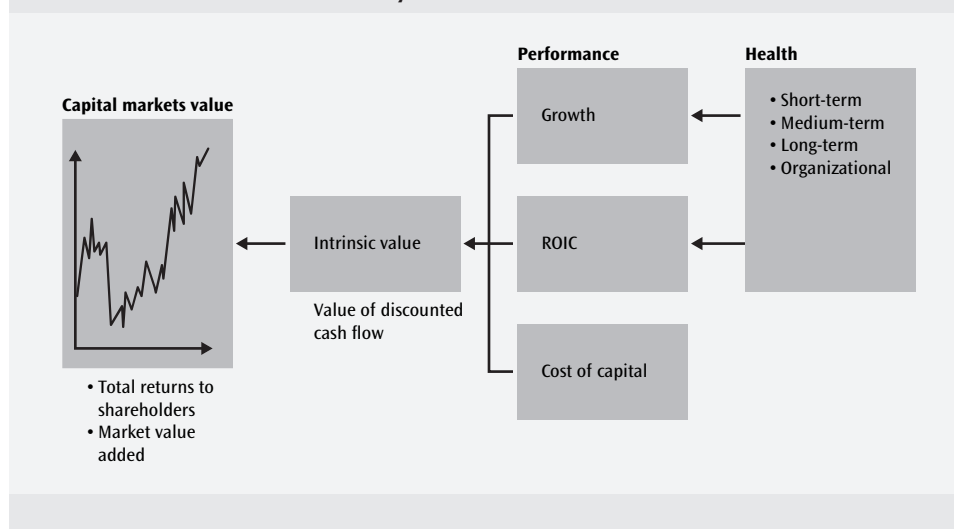 Performance
Health
Capital markets value
Growth
• Short-term
• Medium-term
• Long-term
• Organizational
Intrinsic value
ROIC
Value of discounted
cash flow
Cost of capital
• Total returns to
shareholders
• Market value
added